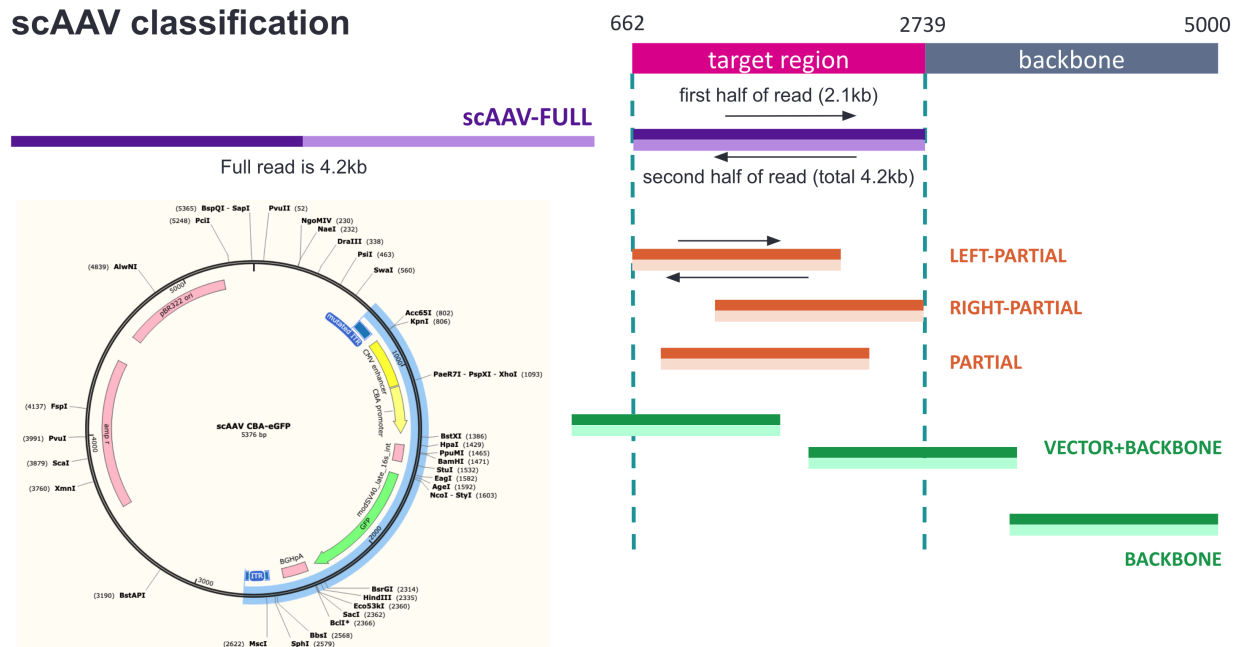 scAAV classification
662
2739
5000
target region
backbone
first half of read (2.1kb)
scAAV-FULL
Full read is 4.2kb
second half of read (total 4.2kb)
LEFT-PARTIAL
RIGHT-PARTIAL
PARTIAL
VECTOR+BACKBONE
BACKBONE
(5365) BspQI - SapI
(5248) PciI
(4839) AlwNI
(4137) FspI
(3991) PvuI
(3879) ScaI
(3760) XmnI
(3190) BstAPI
(2622) MscI
PvuII (52)
NgoMIV (230)
NaeI (232)
DraIII (338)
PsiI (463)
SwaI (560)
Acc65I (802)
KpnI (806)
PaeR7I - PspXI - XhoI (1093)
BstXI (1386)
HpaI (1429)
PpuMI (1465)
BamHI (1471)
StuI (1532)
EagI (1582)
AgeI (1592)
NcoI - StyI (1603)
BsrGI (2314)
HindIII (2335)
Eco53kI (2360)
SacI (2362)
BclI* (2366)
BbsI (2568)
SphI (2579)
scAAV CBA-eGFP
5376 bp
pBR322 ori
amp r
mutated ITR
CMV enhancer
CBA promoter
modSV40_late_16s_int
GFP
BGHpA
ITR
1000
2000
3000
4000
5000